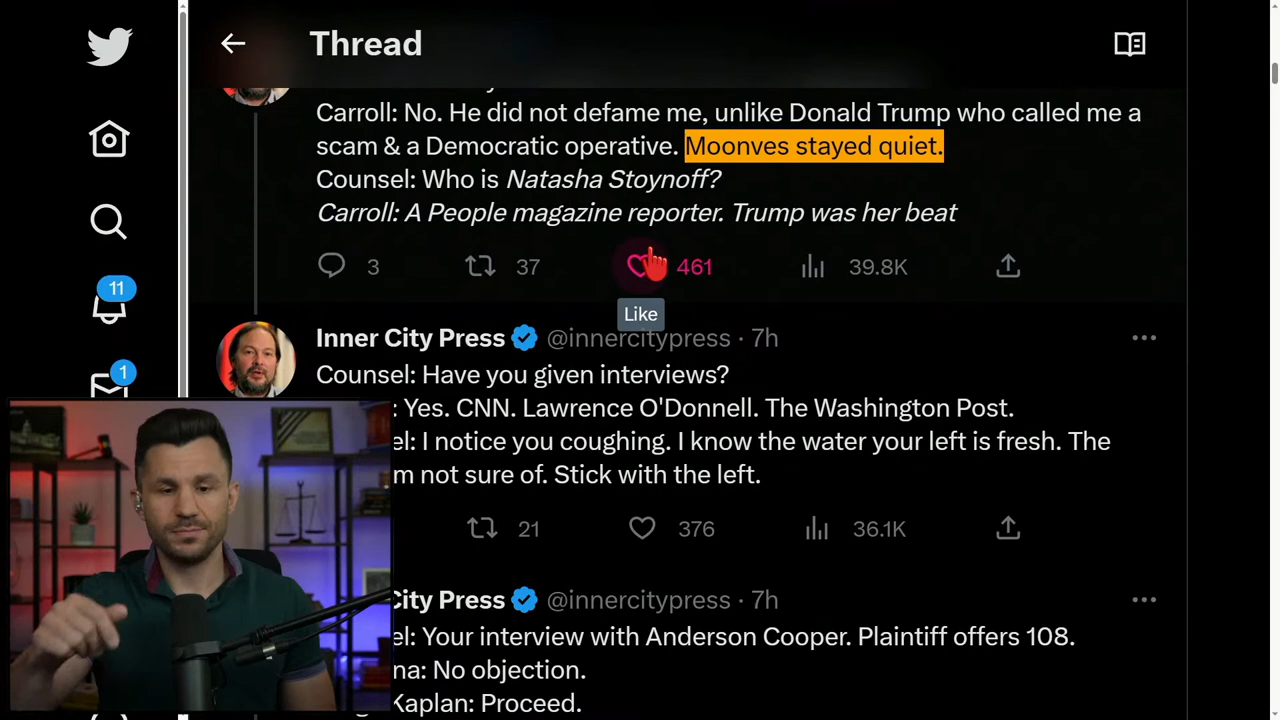 Thread
Carroll: No. He did not defame me, unlike Donald Trump who called me a
scam & a Democratic operative. Moonves stayed quiet.
Counsel: Who is Natasha Stoynoff?
Carroll: A People magazine reporter. Trump was her beat
3 37 461 39.8K
Like
11
Inner City Press @innercitypress · 7h
Counsel: Have you given interviews?
: Yes. CNN. Lawrence O'Donnell. The Washington Post.
el: I notice you coughing. I know the water your left is fresh. The
m not sure of. Stick with the left.
1
21 376 36.1K
City Press @innercitypress · 7h
el: Your interview with Anderson Cooper. Plaintiff offers 108.
na: No objection.
Kaplan: Proceed.